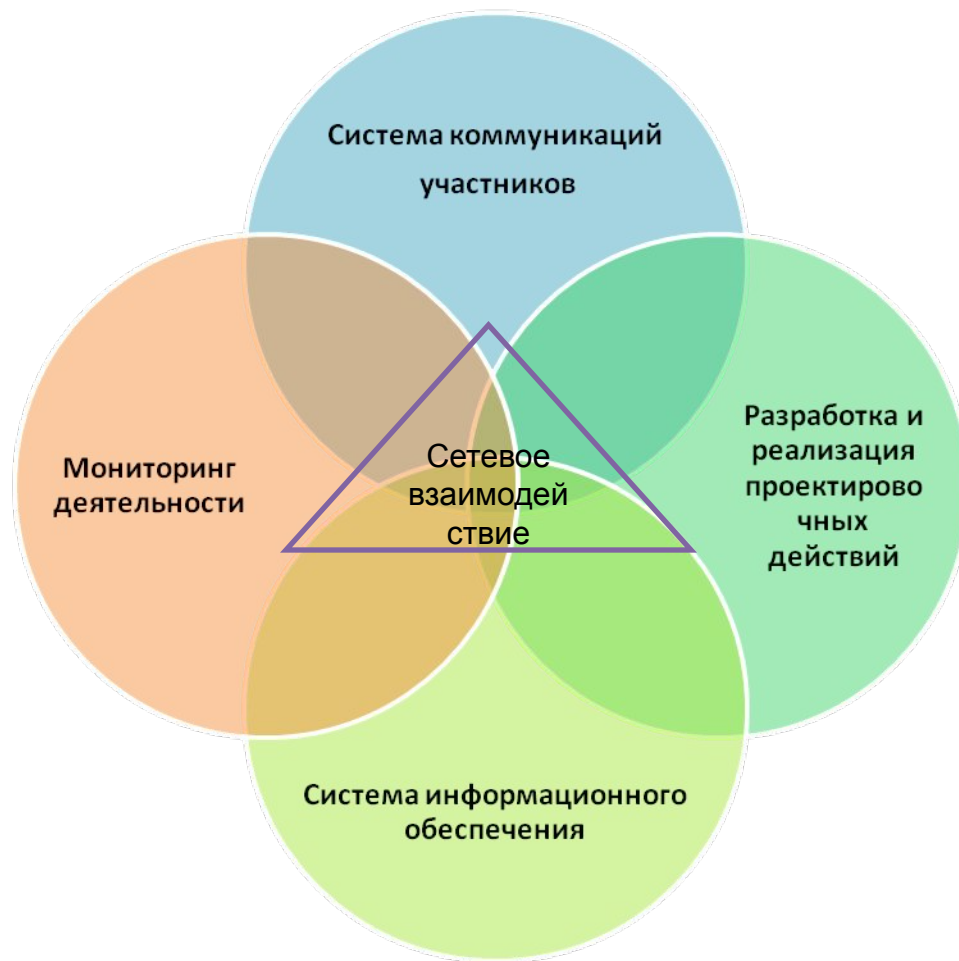 Система коммуникаций
участников
Мониторинг
деятельности
Сетевое
взаимодей
ствие
Разработка и
реализация
проектирово
чных
действий
Система информационного
обеспечения